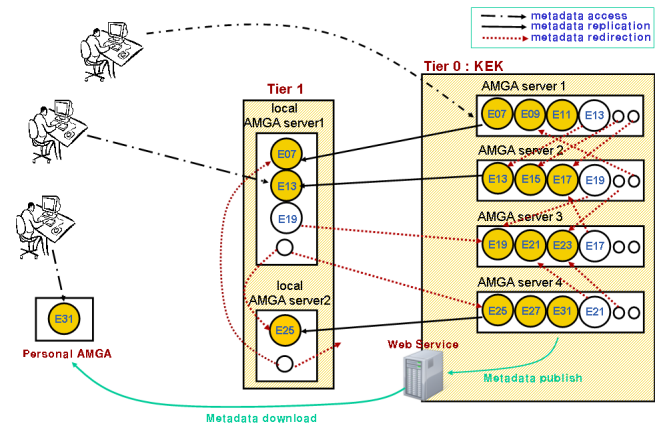 metadata access
metadata replication
metadata redirection
Tier 0 : KEK
Tier 1
AMGA server 1
E07 E09 E11 E13
local
AMGA server1
E07
E13
E19
AMGA server 2
E13 E15 E17 E19
AMGA server 3
E19 E21 E23 E17
local
AMGA server2
E25
AMGA server 4
E25 E27 E31 E21
E31
Personal AMGA
Web Service
Metadata publish
Metadata download